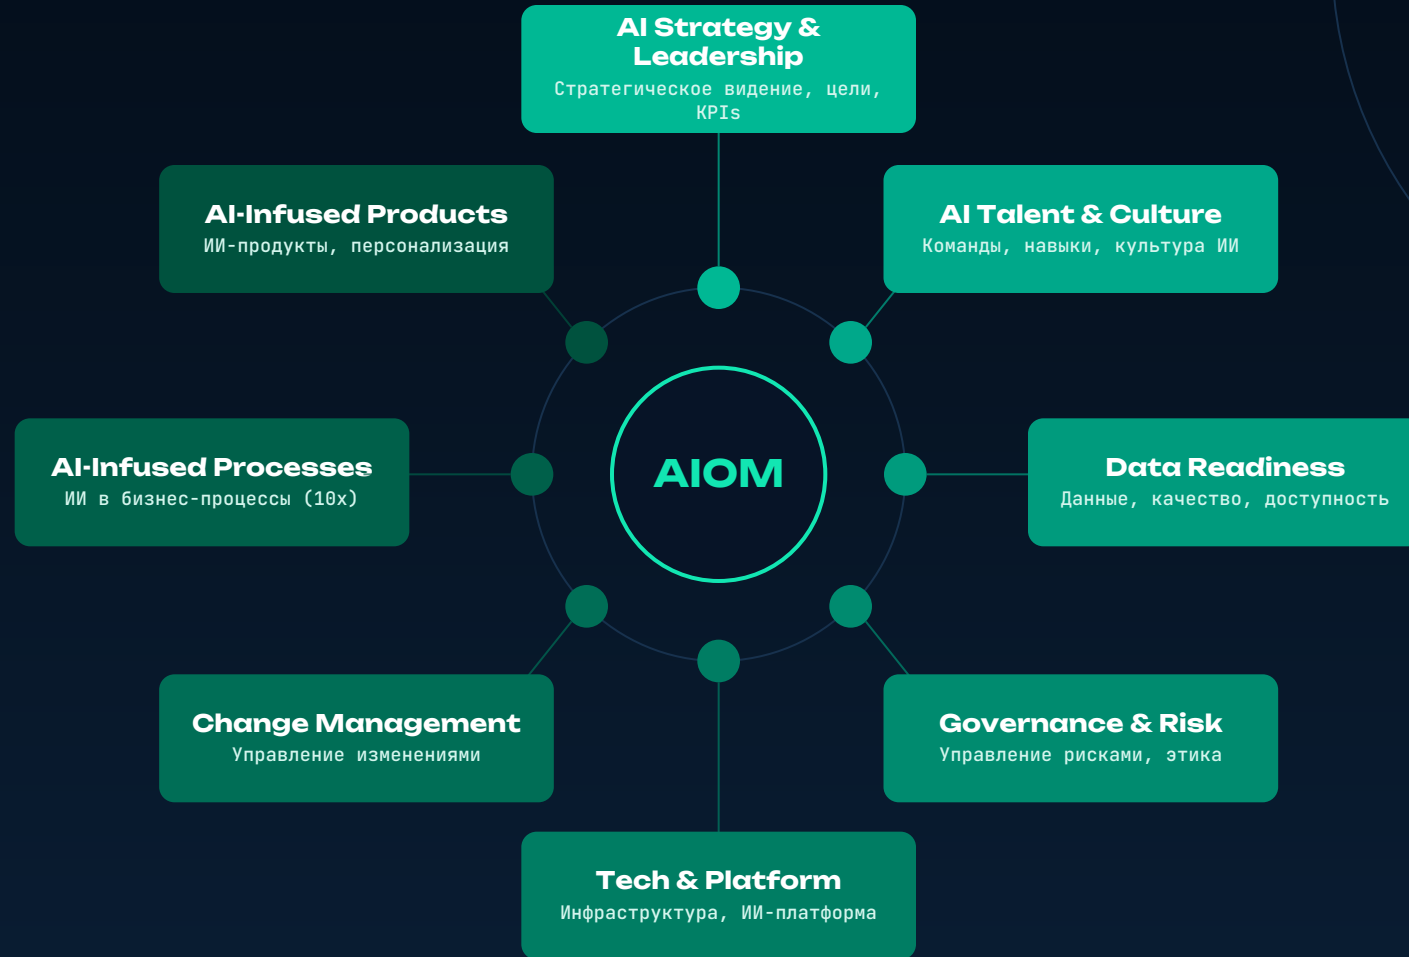 AI Strategy &
Leadership
Стратегическое видение, цели,
KPIs
AI-Infused Products
ИИ-продукты, персонализация
AI Talent & Culture
Команды, навыки, культура ИИ
AI-Infused Processes
ИИ в бизнес-процессы (10x)
AIOM
Data Readiness
Данные, качество, доступность
Change Management
Управление изменениями
Governance & Risk
Управление рисками, этика
Tech & Platform
Инфраструктура, ИИ-платформа